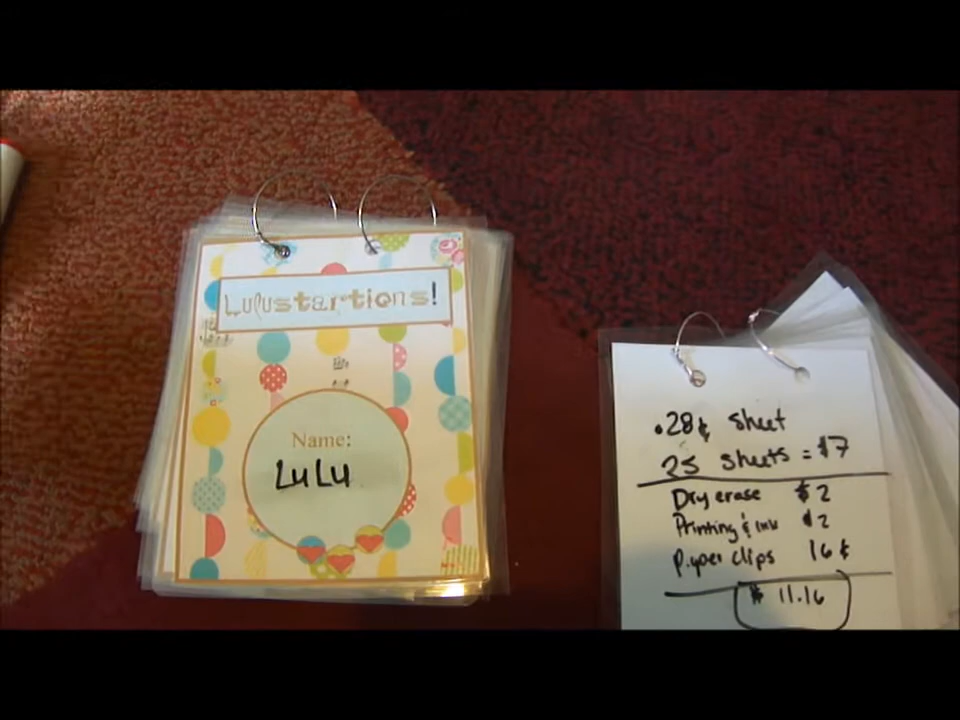 Lulustartions!
Name:
LuLu
.28¢ sheet
25 sheets = $7
Dry erase $2
Printing & ink $2
Paper clips 16¢
$ 11.16